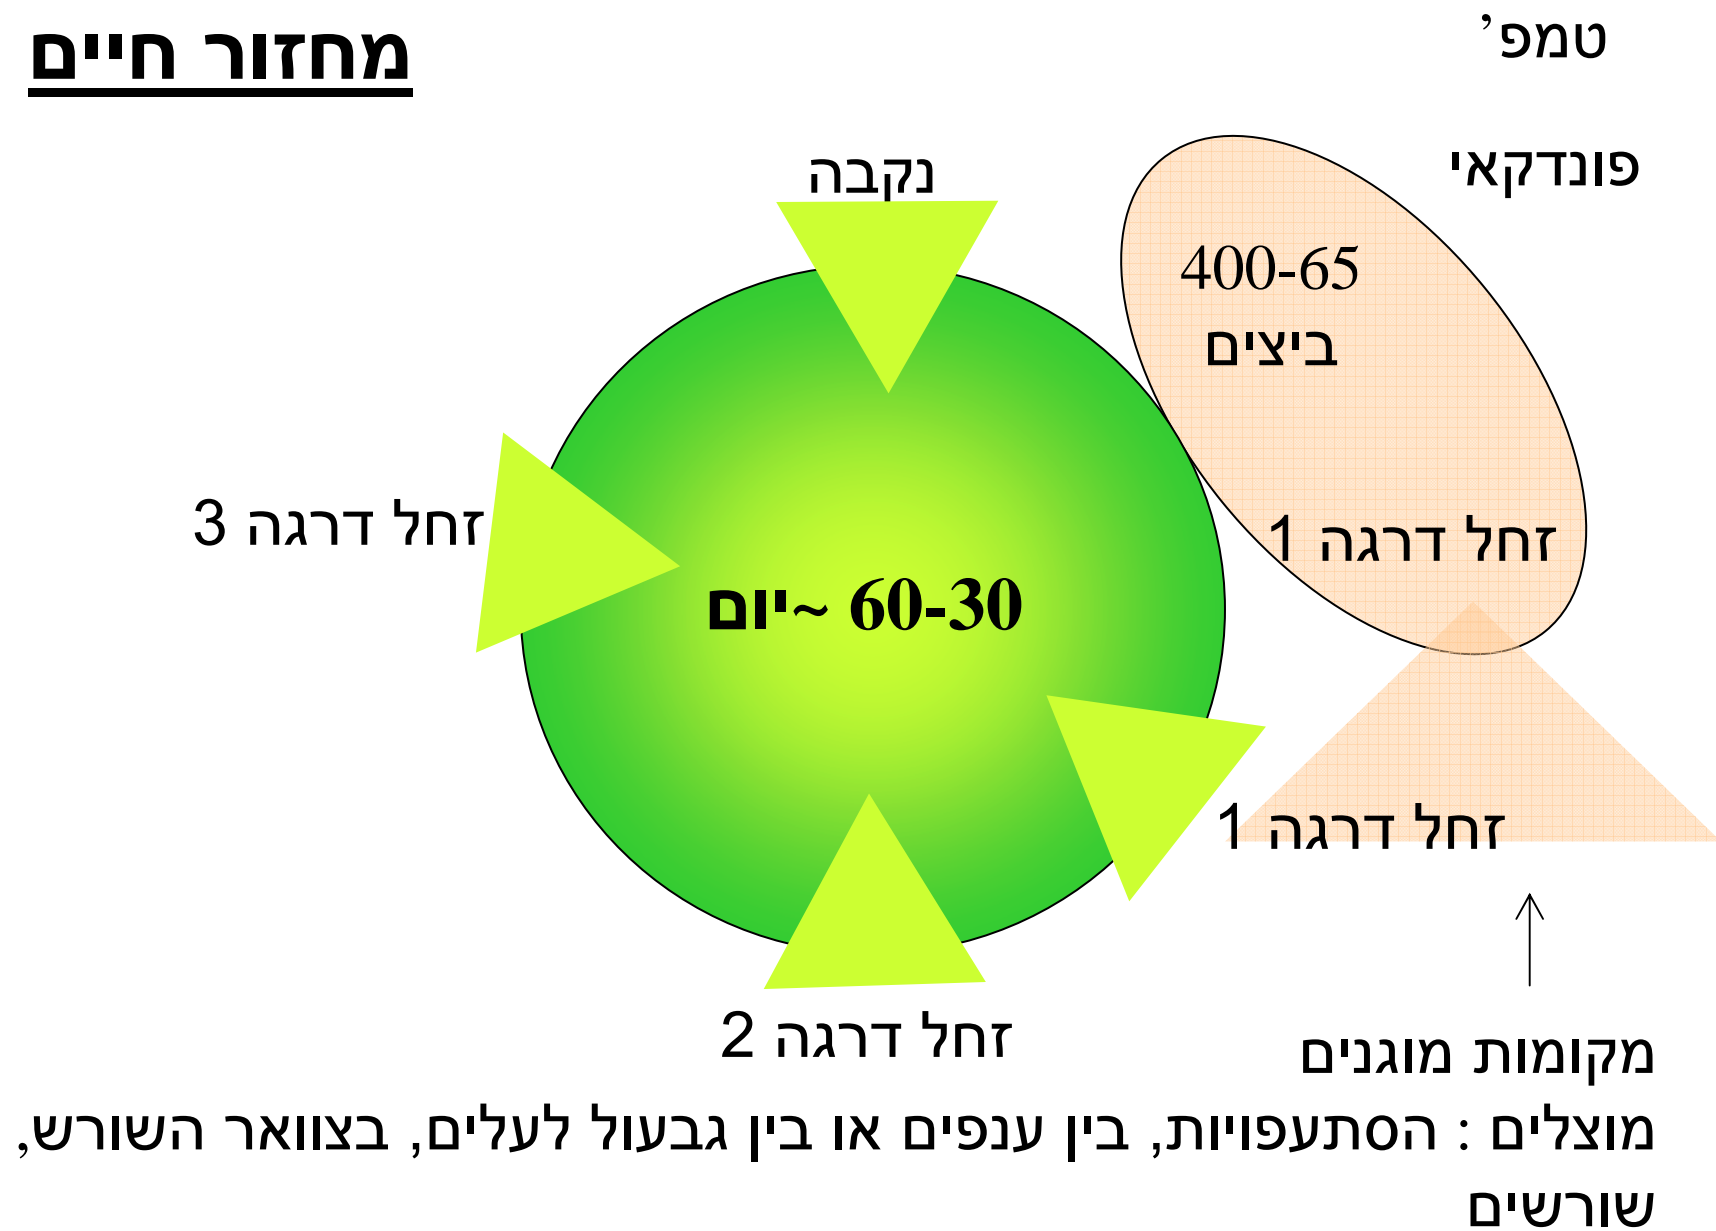 מחזור חיים
טמפ'
פונדקאי
נקבה
400-65
ביצים
זחל דרגה 1
זחל דרגה 3
60-30 ~יום
זחל דרגה 1
זחל דרגה 2
מקומות מוגנים
מוצלים : הסתעפויות, בין ענפים או בין גבעול לעלים, בצוואר השורש,
שורשים